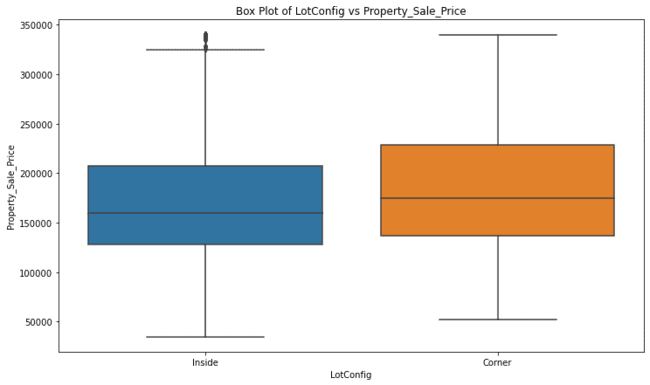 Box Plot of LotConfig vs Property_Sale_Price
350000
300000
250000
200000
150000
100000
50000
Property_Sale_Price
Inside
Corner
LotConfig